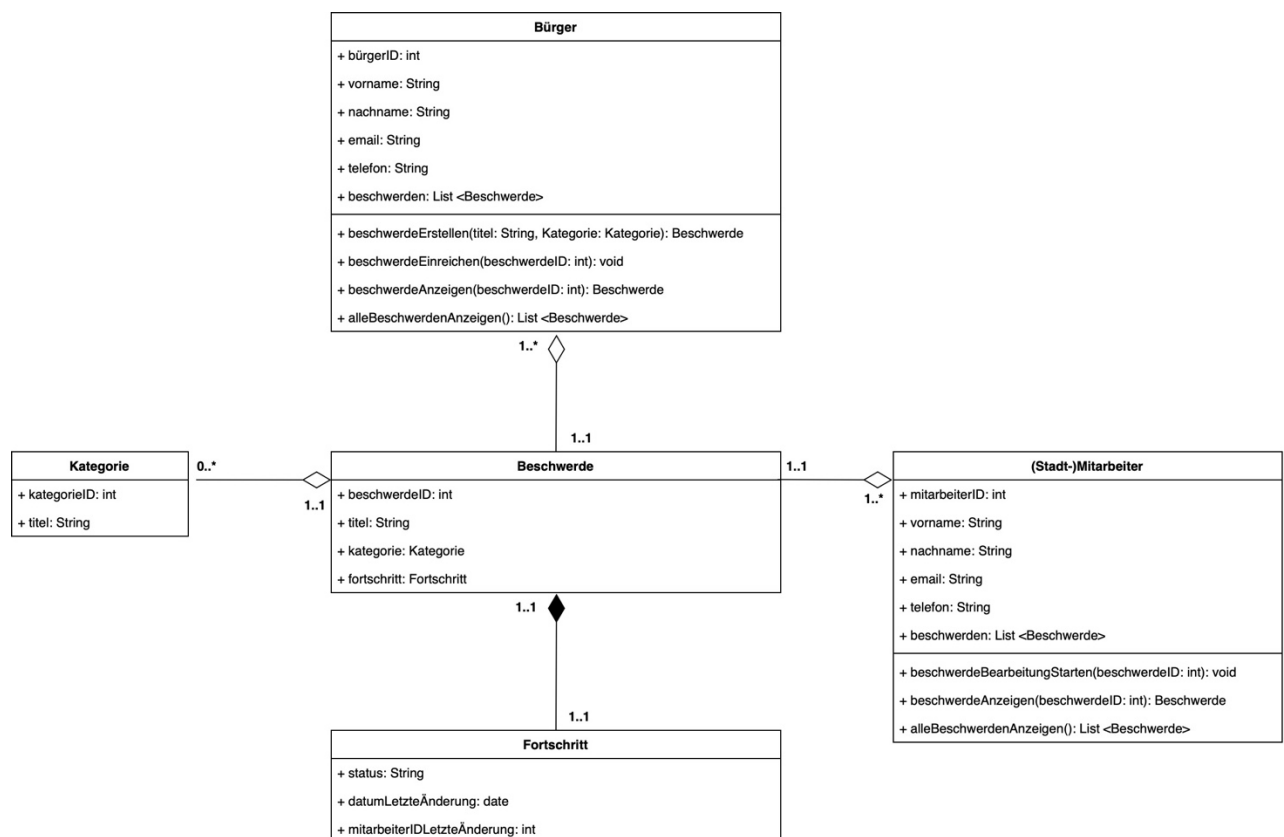 Bürger
+ bürgerID: int
+ vorname: String
+ nachname: String
+ email: String
+ telefon: String
+ beschwerden: List <Beschwerde>
+ beschwerdeErstellen(titel: String, Kategorie: Kategorie): Beschwerde
+ beschwerdeEinreichen(beschwerdeID: int): void
+ beschwerdeAnzeigen(beschwerdeID: int): Beschwerde
+ alleBeschwerdenAnzeigen(): List <Beschwerde>
1..*
1..1
Kategorie
+ kategorieID: int
+ titel: String
0..*
1..1
Beschwerde
+ beschwerdeID: int
+ titel: String
+ kategorie: Kategorie
+ fortschritt: Fortschritt
1..1
1..*
(Stadt-)Mitarbeiter
+ mitarbeiterID: int
+ vorname: String
+ nachname: String
+ email: String
+ telefon: String
+ beschwerden: List <Beschwerde>
+ beschwerdeBearbeitungStarten(beschwerdeID: int): void
+ beschwerdeAnzeigen(beschwerdeID: int): Beschwerde
+ alleBeschwerdenAnzeigen(): List <Beschwerde>
1..1
1..1
Fortschritt
+ status: String
+ datumLetzteÄnderung: date
+ mitarbeiterIDLetzteÄnderung: int